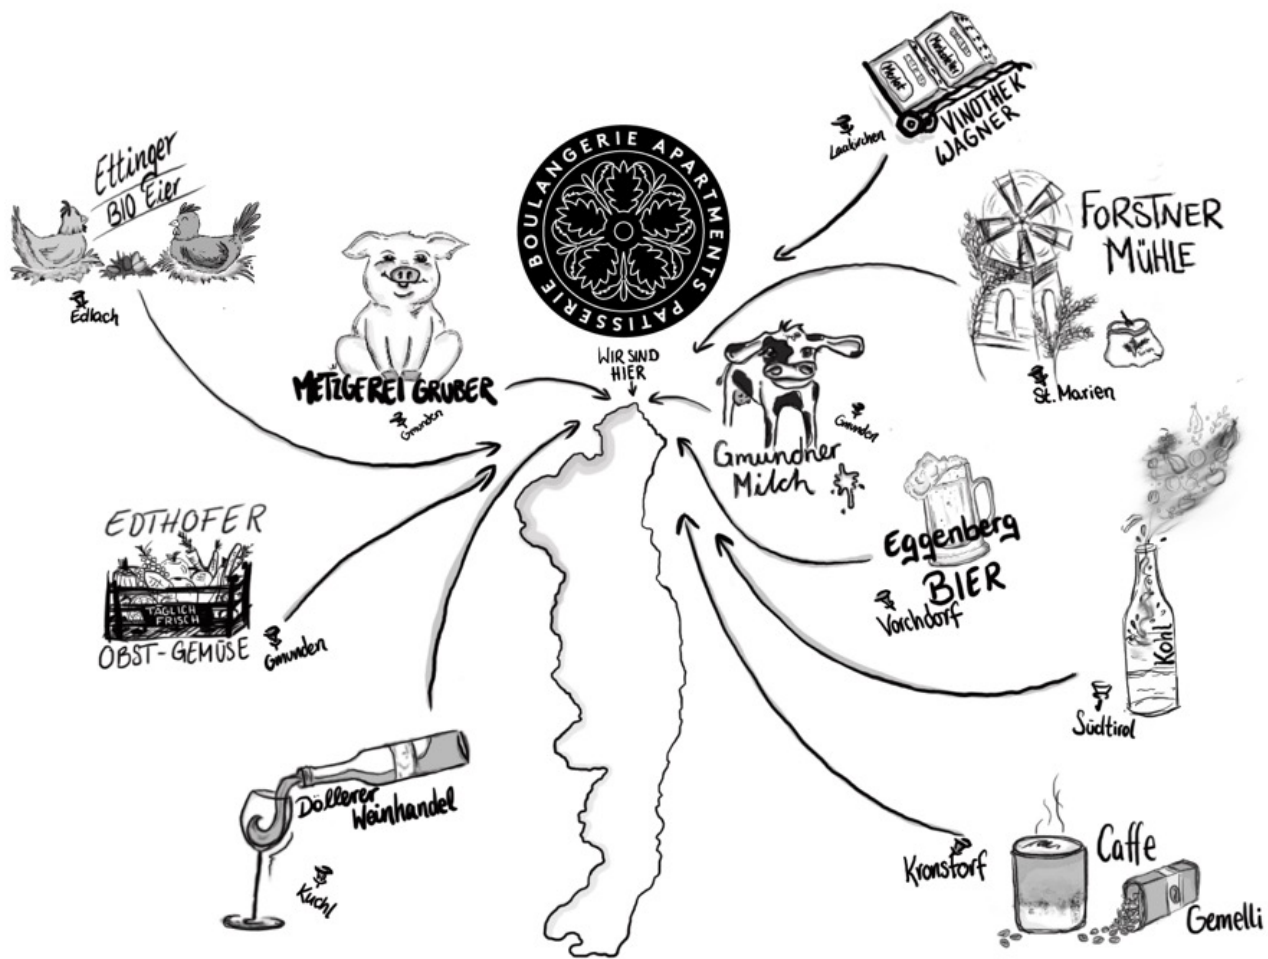 Merlot
VINOTHEK
WAGNER
Laakirchen
Ettinger
BIO Eier
Edlach
BOULANGERIE APARTMENTS PATISSERIE
FORSTNER
MÜHLE
St. Marien
WIR SIND
HIER
METZGEREI GRUBER
Gmunden
Gmundner
Milch
Gmunden
EDTHOFER
TÄGLICH
FRISCH
OBST-GEMÜSE
Gmunden
Eggenberg
BIER
Vorchdorf
Kohl
Südtirol
Döllerer
Weinhandel
Kuchl
Kronstorf
Caffe
Gemelli